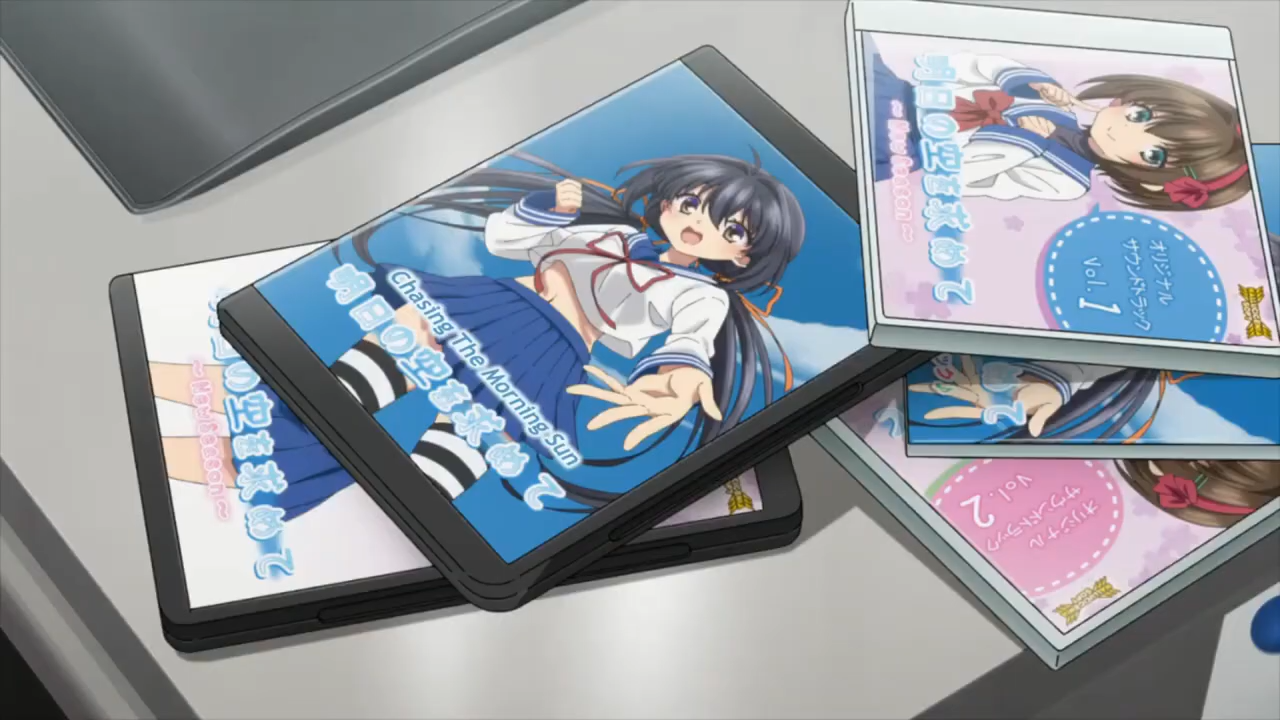 Chasing The Morning Sun
明日の空を求めて
の空を求めて
～New Season～
明日の空を求めて
～New Season～
オリジナル
サウンドトラック
Vol. 1
て
オリジナル
サウンドトラック
Vol. 2